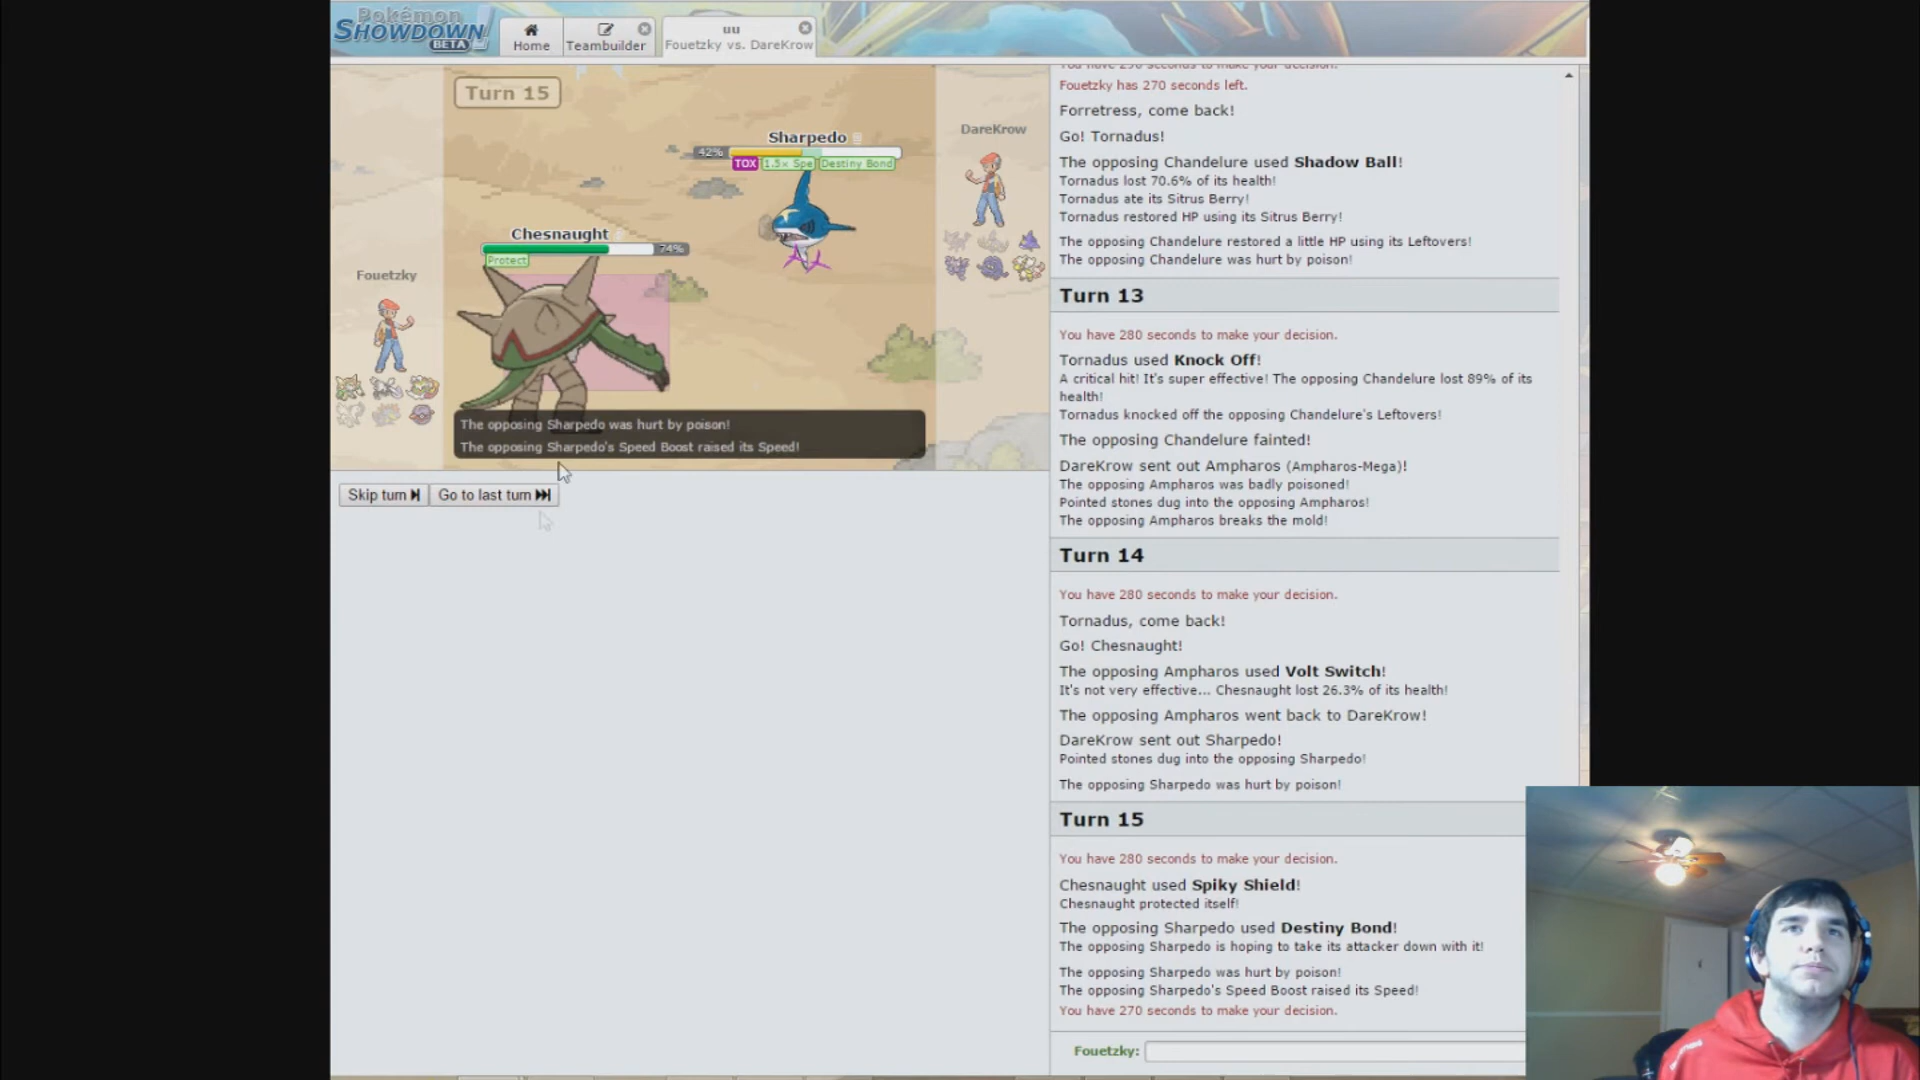 Pokémon
SHOWDOWN
BETA
Home
Teambuilder
uu
Fouetzky vs. DareKrow
Turn 15
Sharpedo
42%
TOX 1.5× Spe Destiny Bond
DareKrow
Chesnaught
74%
Protect
Fouetzky
The opposing Sharpedo was hurt by poison!
The opposing Sharpedo's Speed Boost raised its Speed!
Skip turn
Go to last turn
You have 290 seconds to make your decision.
Fouetzky has 270 seconds left.
Forretress, come back!
Go! Tornadus!
The opposing Chandelure used Shadow Ball!
Tornadus lost 70.6% of its health!
Tornadus ate its Sitrus Berry!
Tornadus restored HP using its Sitrus Berry!
The opposing Chandelure restored a little HP using its Leftovers!
The opposing Chandelure was hurt by poison!
Turn 13
You have 280 seconds to make your decision.
Tornadus used Knock Off!
A critical hit! It's super effective! The opposing Chandelure lost 89% of its
health!
Tornadus knocked off the opposing Chandelure's Leftovers!
The opposing Chandelure fainted!
DareKrow sent out Ampharos (Ampharos-Mega)!
The opposing Ampharos was badly poisoned!
Pointed stones dug into the opposing Ampharos!
The opposing Ampharos breaks the mold!
Turn 14
You have 280 seconds to make your decision.
Tornadus, come back!
Go! Chesnaught!
The opposing Ampharos used Volt Switch!
It's not very effective... Chesnaught lost 26.3% of its health!
The opposing Ampharos went back to DareKrow!
DareKrow sent out Sharpedo!
Pointed stones dug into the opposing Sharpedo!
The opposing Sharpedo was hurt by poison!
Turn 15
You have 280 seconds to make your decision.
Chesnaught used Spiky Shield!
Chesnaught protected itself!
The opposing Sharpedo used Destiny Bond!
The opposing Sharpedo is hoping to take its attacker down with it!
The opposing Sharpedo was hurt by poison!
The opposing Sharpedo's Speed Boost raised its Speed!
You have 270 seconds to make your decision.
Fouetzky: